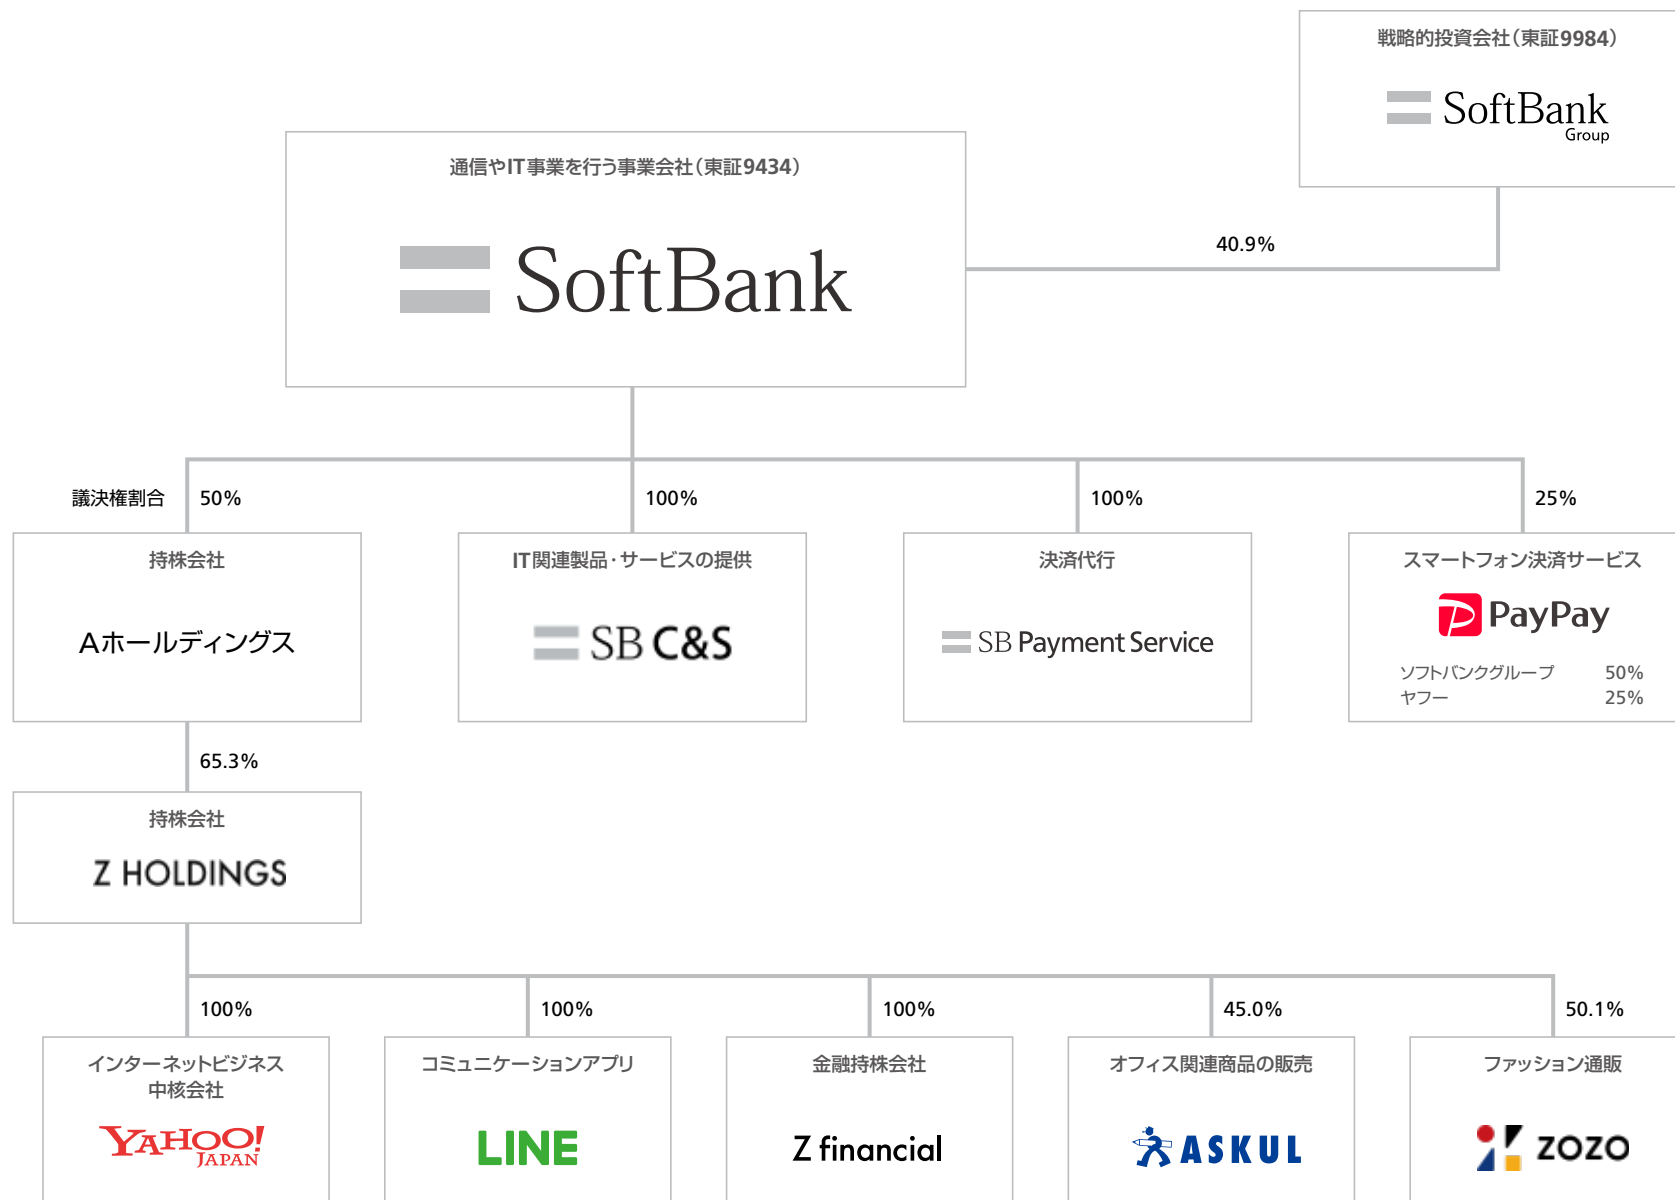 戦略的投資会社（東証9984）
SoftBank
Group
通信やIT事業を行う事業会社（東証9434）
SoftBank
40.9%
議決権割合 50%
100%
100%
25%
持株会社
Aホールディングス
IT関連製品・サービスの提供
SB C&S
決済代行
SB Payment Service
スマートフォン決済サービス
PayPay
ソフトバンクグループ 50%
ヤフー 25%
65.3%
持株会社
Z HOLDINGS
100%
100%
100%
45.0%
50.1%
インターネットビジネス
中核会社
YAHOO!
JAPAN
コミュニケーションアプリ
LINE
金融持株会社
Z financial
オフィス関連商品の販売
ASKUL
ファッション通販
ZOZO